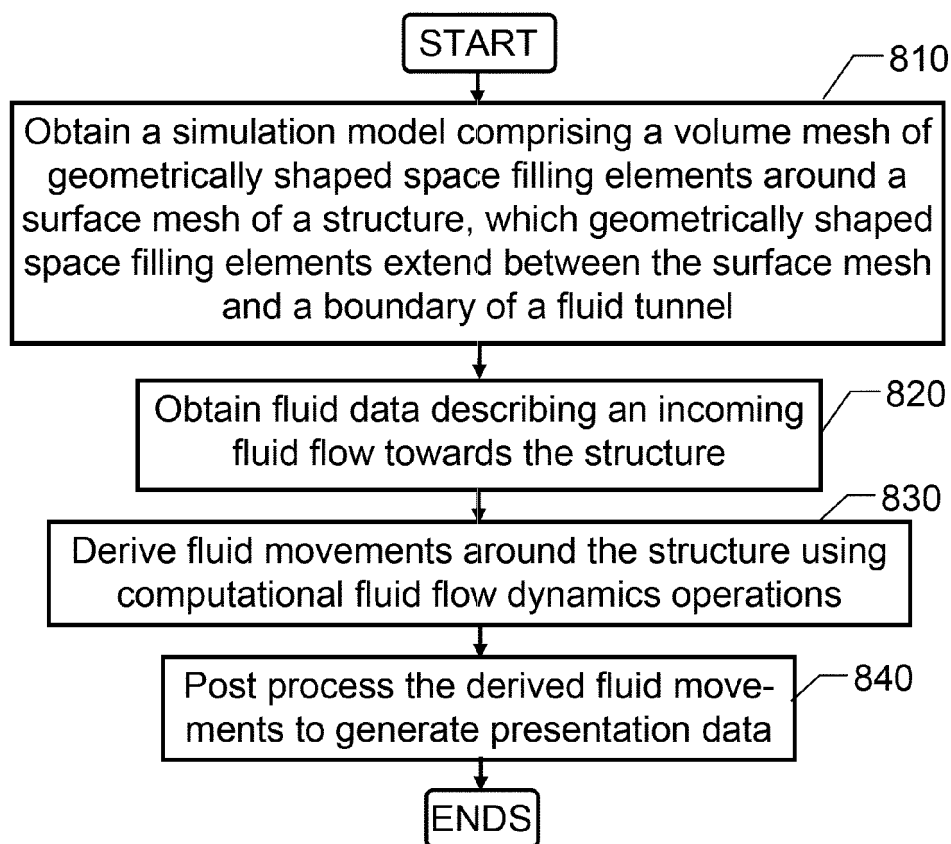 START
810
Obtain a simulation model comprising a volume mesh of
geometrically shaped space filling elements around a
surface mesh of a structure, which geometrically shaped
space filling elements extend between the surface mesh
and a boundary of a fluid tunnel
820
Obtain fluid data describing an incoming
fluid flow towards the structure
830
Derive fluid movements around the structure using
computational fluid flow dynamics operations
840
Post process the derived fluid move-
ments to generate presentation data
ENDS